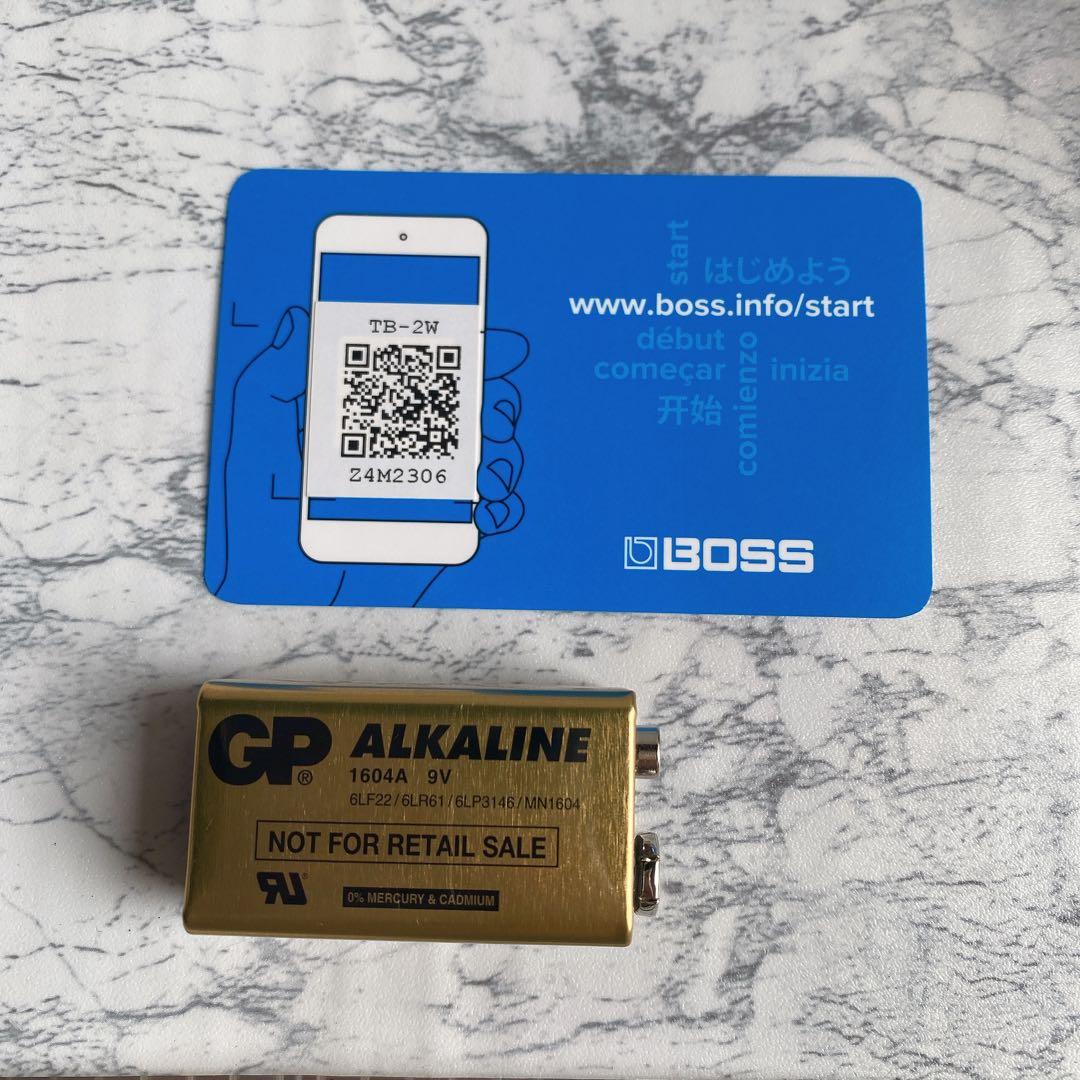 TB-2W
Z4M2306
start
はじめよう
www.boss.info/start
début
começar
comienzo
inizia
开始
BOSS
GP® ALKALINE
1604A 9V
6LF22/6LR61/6LP3146/MN1604
NOT FOR RETAIL SALE
0% MERCURY & CADMIUM